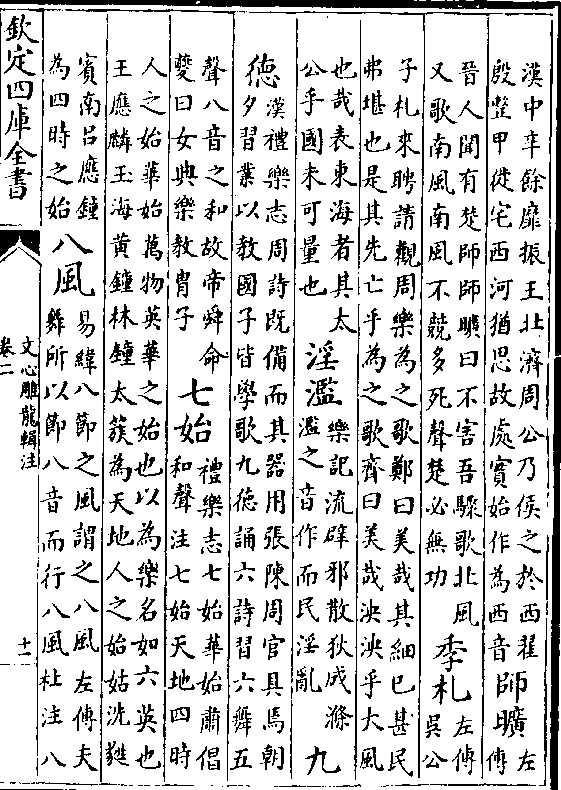 漢中辛餘靡振王北濟周公乃侯之於西翟
殷整甲徙宅西河猶思故處實始作為西音
師曠
左
傳
晉人聞有楚師師曠曰不害吾驟歌北風
又歌南風南風不競多死聲楚必無功
季札
左傳
吳公
子札來聘請觀周樂為之歌鄭曰美哉其細已甚民
弗堪也是其先亡乎為之歌齊曰美哉泱泱乎大風
也哉表東海者其太
公乎國未可量也
淫濫
樂記流辟邪散狄成滌
濫之音作而民淫亂
九
德
漢禮樂志周詩既備而其器用張陳周官具焉朝
夕習業以教國子皆學歌九德誦六詩習六舞五
聲八音之和故帝舜命
夔曰女典樂教胄子
七始
禮樂志七始華始肅倡
和聲注七始天地四時
人之始華始萬物英華之始也以為樂名如六英也
王應麟玉海黄鐘林鐘太簇為天地人之始姑洗蕤
賓南吕應鐘
為四時之始
八風
易緯八節之風謂之八風左傳夫
舞所以節八音而行八風杜注八
欽定四庫全書
文心雕龍輯注
卷二
十一